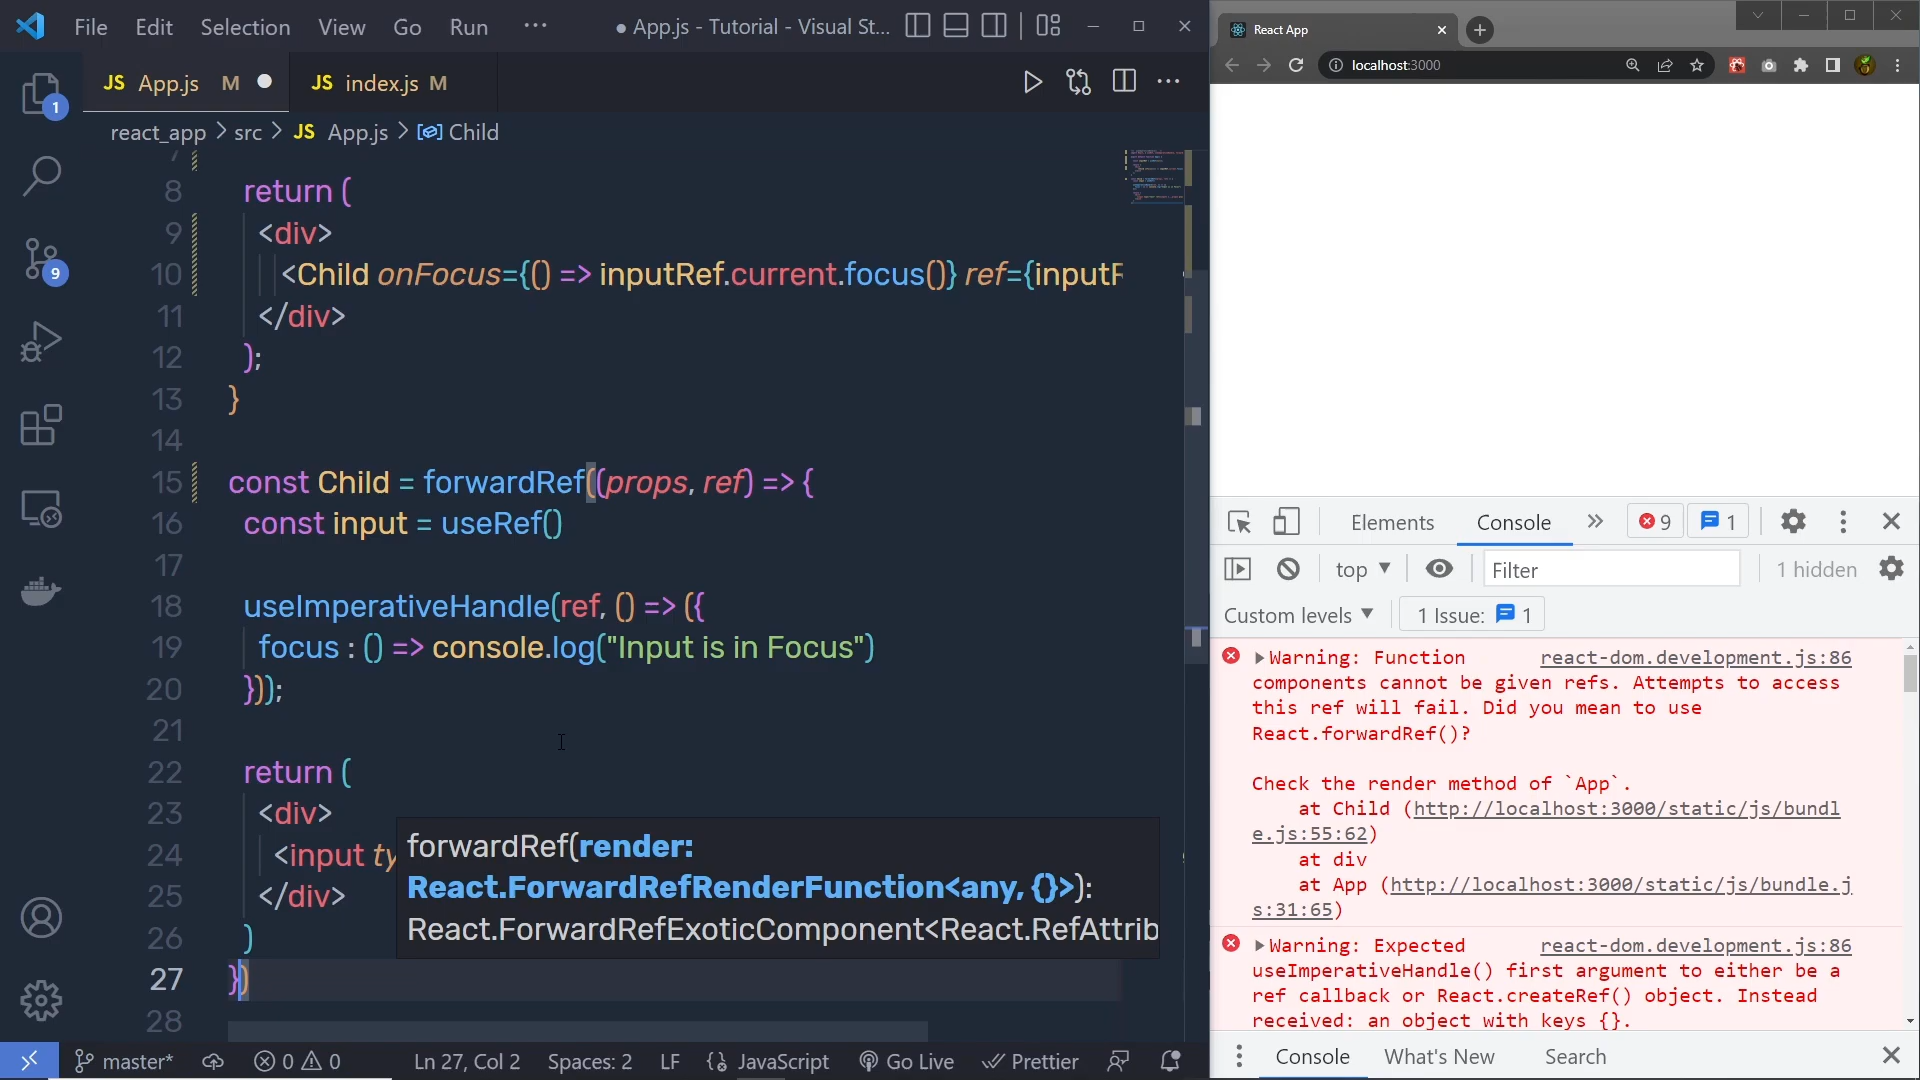 File Edit Selection View Go Run ··· ● App.js - Tutorial - Visual St...
JS App.js M ● JS index.js M
react_app > src > JS App.js > Child
1
9
7
8 return (
9 <div>
10 <Child onFocus={() => inputRef.current.focus()} ref={inputR
11 </div>
12 );
13 }
14
15 const Child = forwardRef((props, ref) => {
16 const input = useRef()
17
18 useImperativeHandle(ref, () => ({
19 focus : () => console.log("Input is in Focus")
20 }));
21
22 return (
23 <div>
24 <input ty
25 </div>
26 )
27 })
28
forwardRef(render:
React.ForwardRefRenderFunction<any, {}>):
React.ForwardRefExoticComponent<React.RefAttrib
master* 0 0 Ln 27, Col 2 Spaces: 2 LF {} JavaScript Go Live Prettier
React App
localhost:3000
Elements Console » 9 1
top ▼ Filter 1 hidden
Custom levels ▼ 1 Issue: 1
Warning: Function react-dom.development.js:86
components cannot be given refs. Attempts to access
this ref will fail. Did you mean to use
React.forwardRef()?
Check the render method of `App`.
at Child (http://localhost:3000/static/js/bundl
e.js:55:62)
at div
at App (http://localhost:3000/static/js/bundle.j
s:31:65)
Warning: Expected react-dom.development.js:86
useImperativeHandle() first argument to either be a
ref callback or React.createRef() object. Instead
received: an object with keys {}.
Console What's New Search